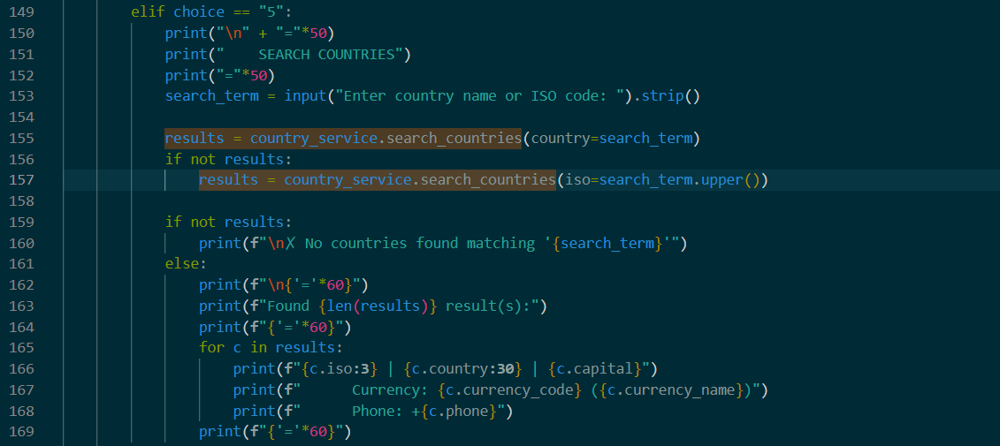 149 elif choice == "5":
150 print("\n" + "="*50)
151 print("    SEARCH COUNTRIES")
152 print("="*50)
153 search_term = input("Enter country name or ISO code: ").strip()
154
155 results = country_service.search_countries(country=search_term)
156 if not results:
157 results = country_service.search_countries(iso=search_term.upper())
158
159 if not results:
160 print(f"\n✗ No countries found matching '{search_term}'")
161 else:
162 print(f"\n{'='*60}")
163 print(f"Found {len(results)} result(s):")
164 print(f"{'='*60}")
165 for c in results:
166 print(f"{c.iso:3} | {c.country:30} | {c.capital}")
167 print(f"      Currency: {c.currency_code} ({c.currency_name})")
168 print(f"      Phone: +{c.phone}")
169 print(f"{'='*60}")